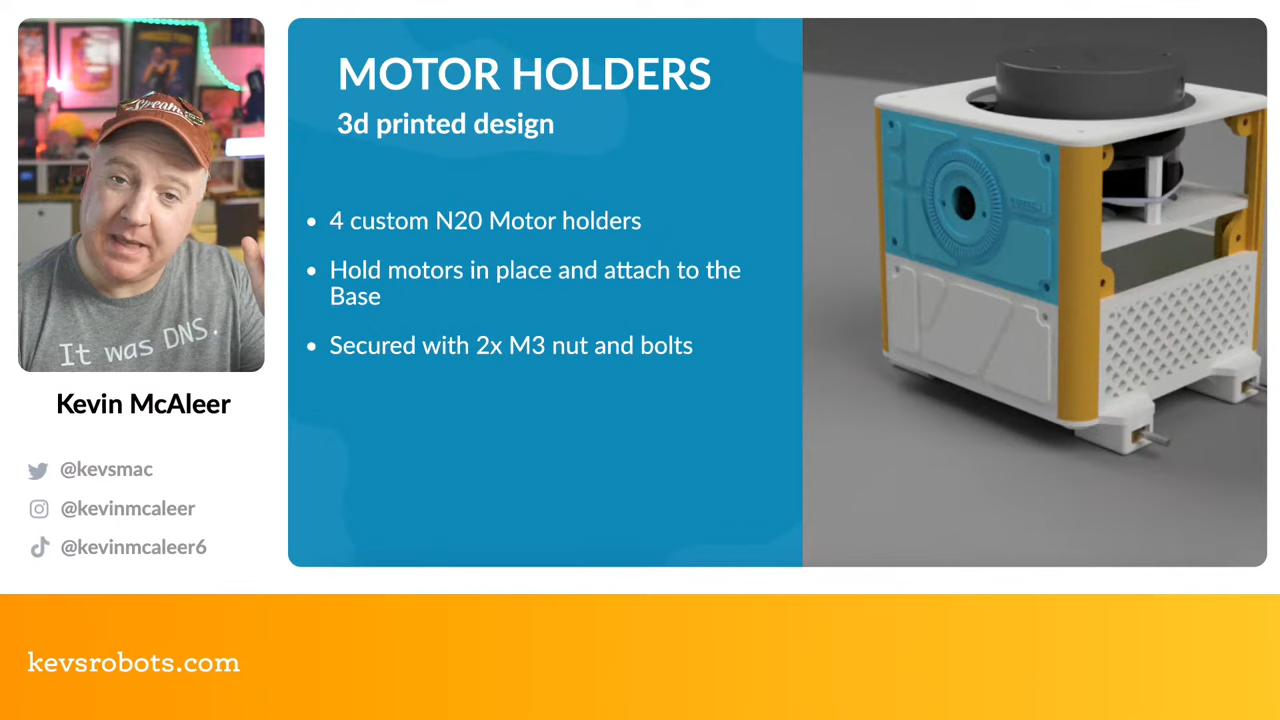 Stream
It was DNS.
Kevin McAleer
@kevsmac
@kevinmcaleer
@kevinmcaleer6
MOTOR HOLDERS
3d printed design
• 4 custom N20 Motor holders
• Hold motors in place and attach to the
Base
• Secured with 2x M3 nut and bolts
kevsrobots.com